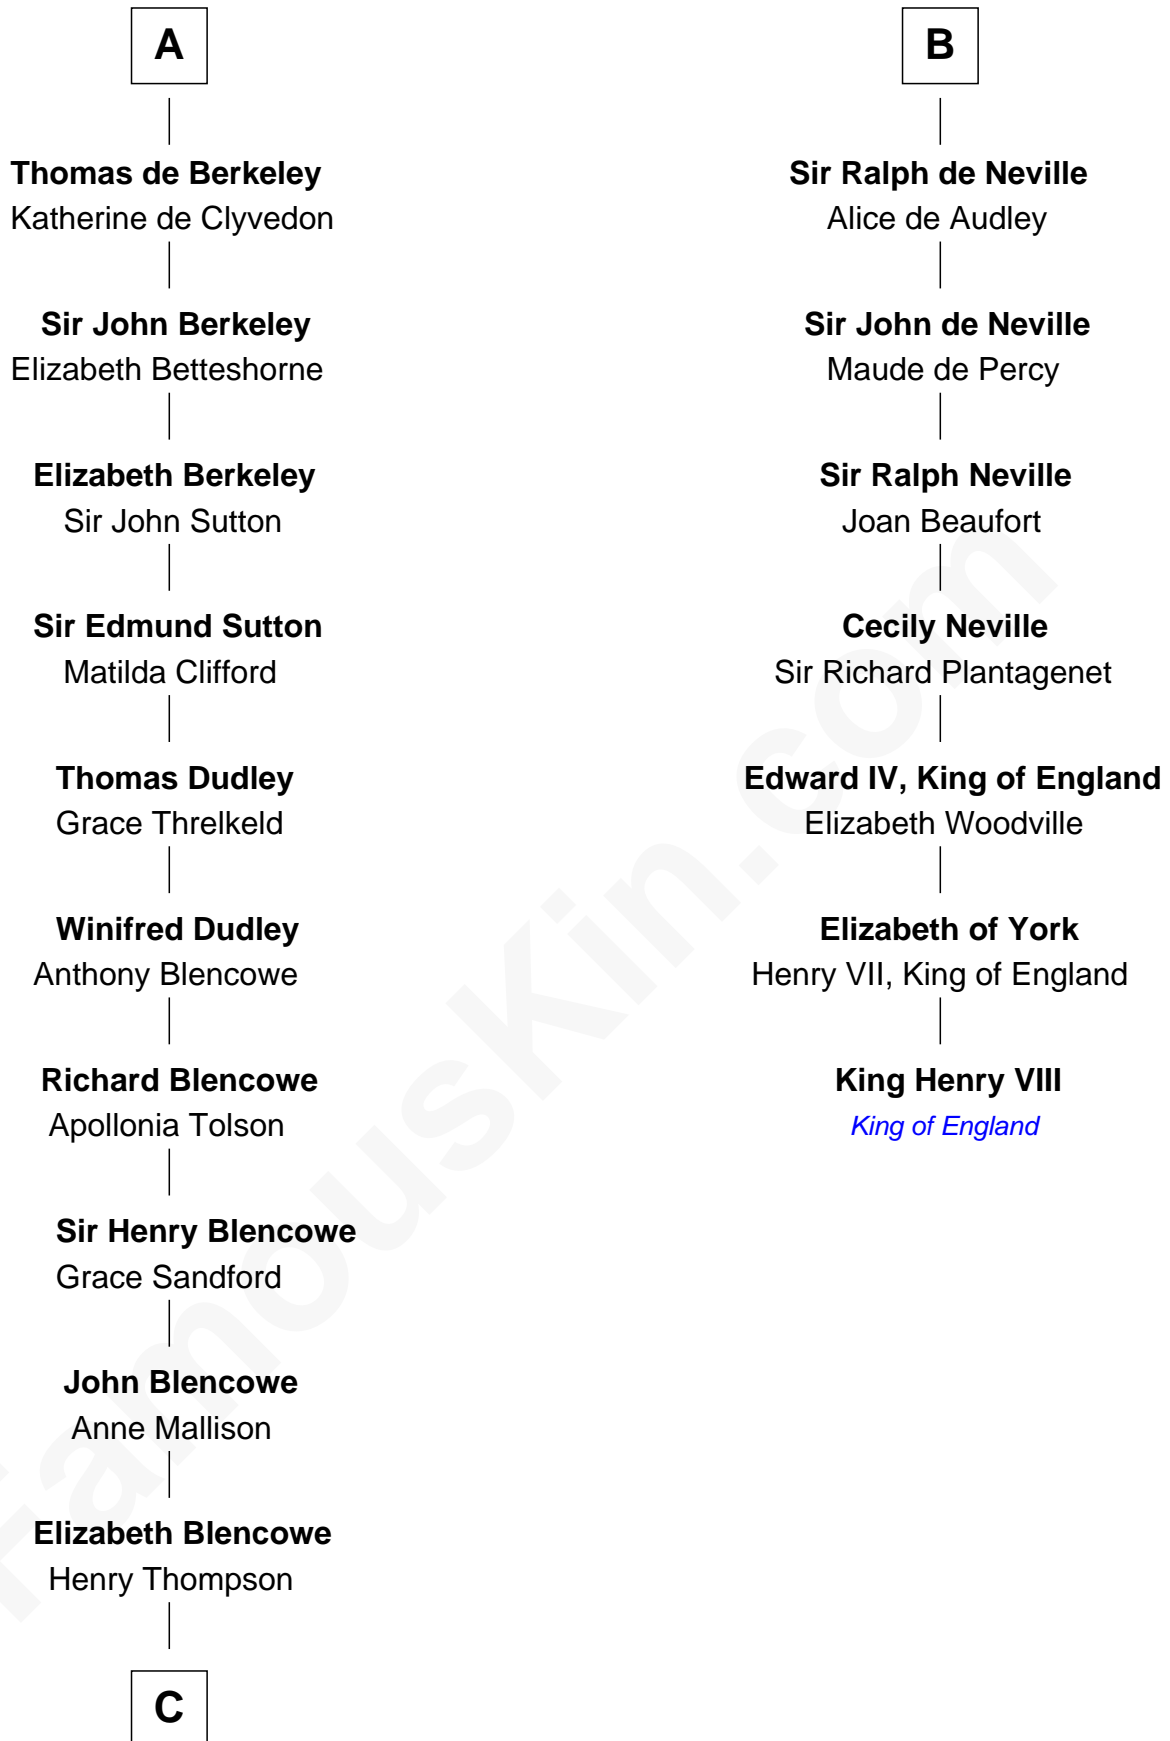 A
Thomas de Berkeley
Katherine de Clyvedon
Sir John Berkeley
Elizabeth Betteshorne
Elizabeth Berkeley
Sir John Sutton
Sir Edmund Sutton
Matilda Clifford
Thomas Dudley
Grace Threlkeld
Winifred Dudley
Anthony Blencowe
Richard Blencowe
Apollonia Tolson
Sir Henry Blencowe
Grace Sandford
John Blencowe
Anne Mallison
Elizabeth Blencowe
Henry Thompson
C
B
Sir Ralph de Neville
Alice de Audley
Sir John de Neville
Maude de Percy
Sir Ralph Neville
Joan Beaufort
Cecily Neville
Sir Richard Plantagenet
Edward IV, King of England
Elizabeth Woodville
Elizabeth of York
Henry VII, King of England
King Henry VIII
King of England
FamousKin.com